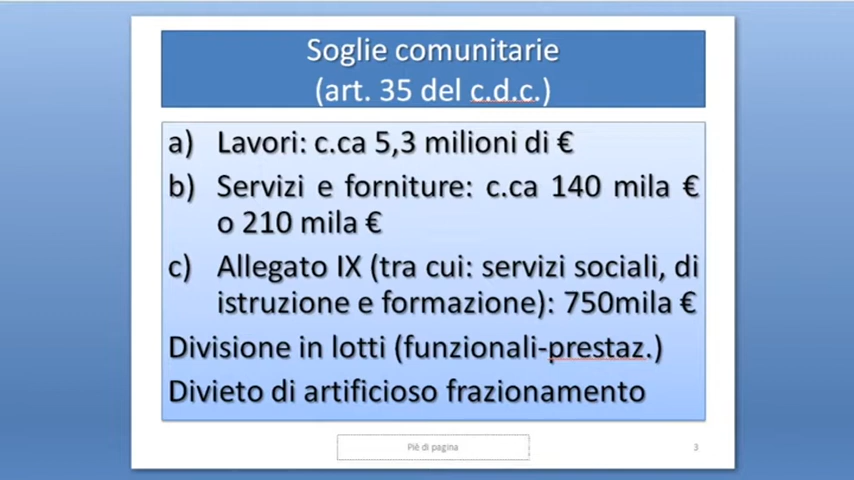 Soglie comunitarie
(art. 35 del c.d.c.)
a) Lavori: c.ca 5,3 milioni di €
b) Servizi e forniture: c.ca 140 mila €
o 210 mila €
c) Allegato IX (tra cui: servizi sociali, di
istruzione e formazione): 750mila €
Divisione in lotti (funzionali-prestaz.)
Divieto di artificioso frazionamento
Piè di pagina
3